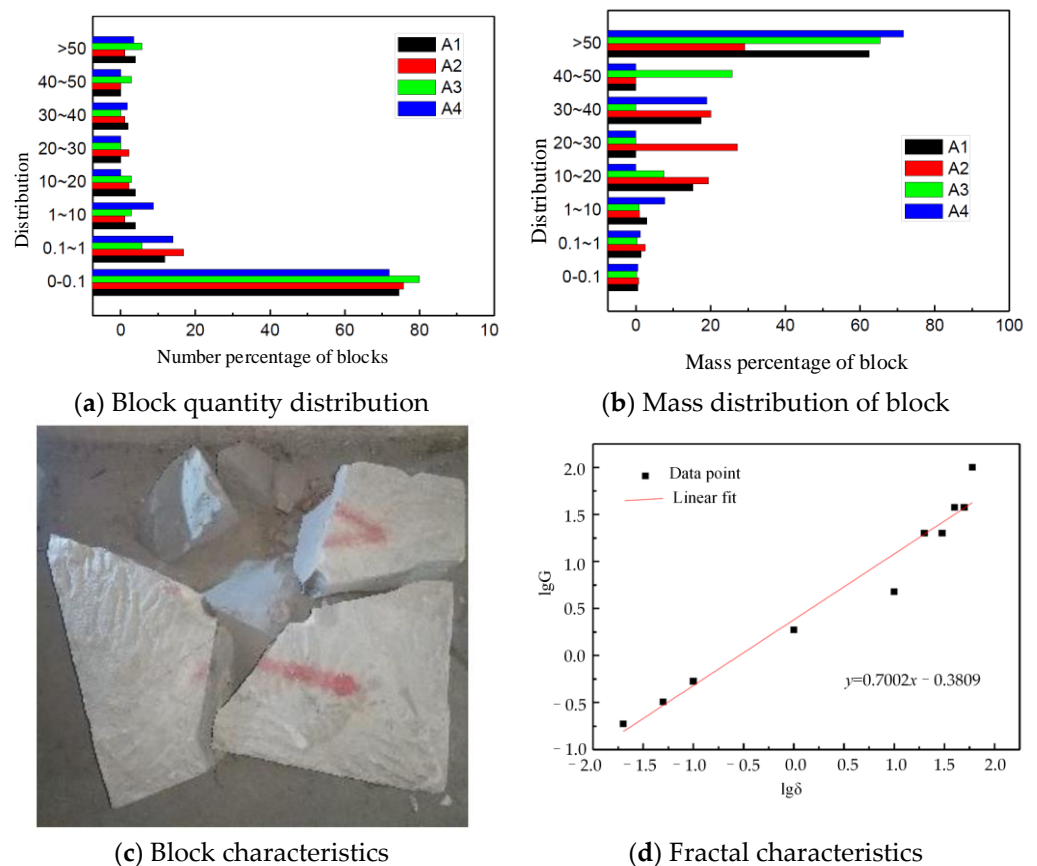 >50
40~50
30~40
20~30
10~20
1~10
0.1~1
0-0.1
Distribution
A1
A2
A3
A4
0 20 40 60 80 10
Number percentage of blocks
(a) Block quantity distribution
>50
40~50
30~40
20~30
10~20
1~10
0.1~1
0-0.1
Distribution
A1
A2
A3
A4
0 20 40 60 80 100
Mass percentage of block
(b) Mass distribution of block
(c) Block characteristics
2.0
1.5
1.0
0.5
0.0
-0.5
-1.0
lgG
Data point
Linear fit
y=0.7002x - 0.3809
-2.0 -1.5 -1.0 -0.5 0.0 0.5 1.0 1.5 2.0
lgδ
(d) Fractal characteristics